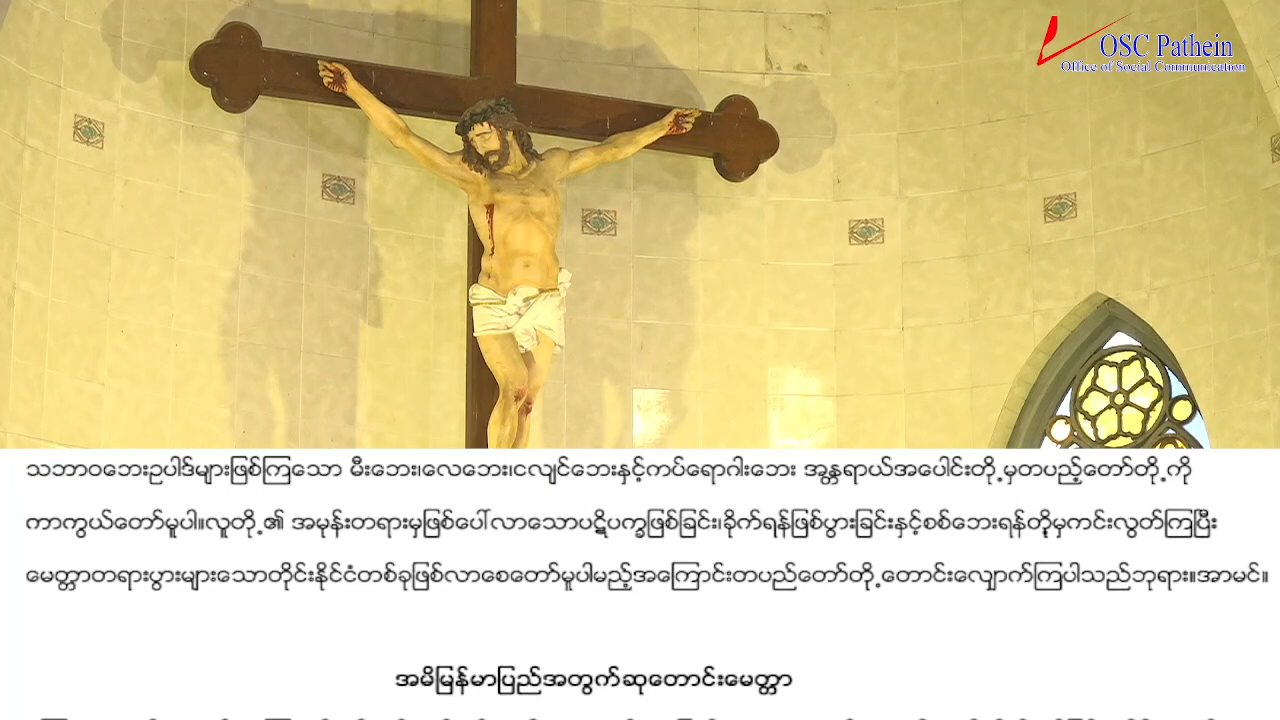 OSC Pathein
Office of Social Communication
သဘာဝဘေးဥပါဒ်များဖြစ်ကြသော မီးဘေး၊လေဘေး၊ငလျင်ဘေးနှင့်ကပ်ရောဂါးဘေး အန္တရာယ်အပေါင်းတို့မှတပည့်တော်တို့ကို
ကာကွယ်တော်မူပါ။လူတို့၏ အမုန်းတရားမှဖြစ်ပေါ်လာသောပဋိပက္ခဖြစ်ခြင်း၊ခိုက်ရန်ဖြစ်ပွားခြင်းနှင့်စစ်ဘေးရန်တို့မှကင်းလွတ်ကြပြီး
မေတ္တာတရားပွားများသောတိုင်းနိုင်ငံတစ်ခုဖြစ်လာစေတော်မူပါမည့်အကြောင်းတပည်တော်တို့တောင်းလျှောက်ကြပါသည်ဘုရား။အာမင်။
အမိမြန်မာပြည်အတွက်ဆုတောင်းမေတ္တာ